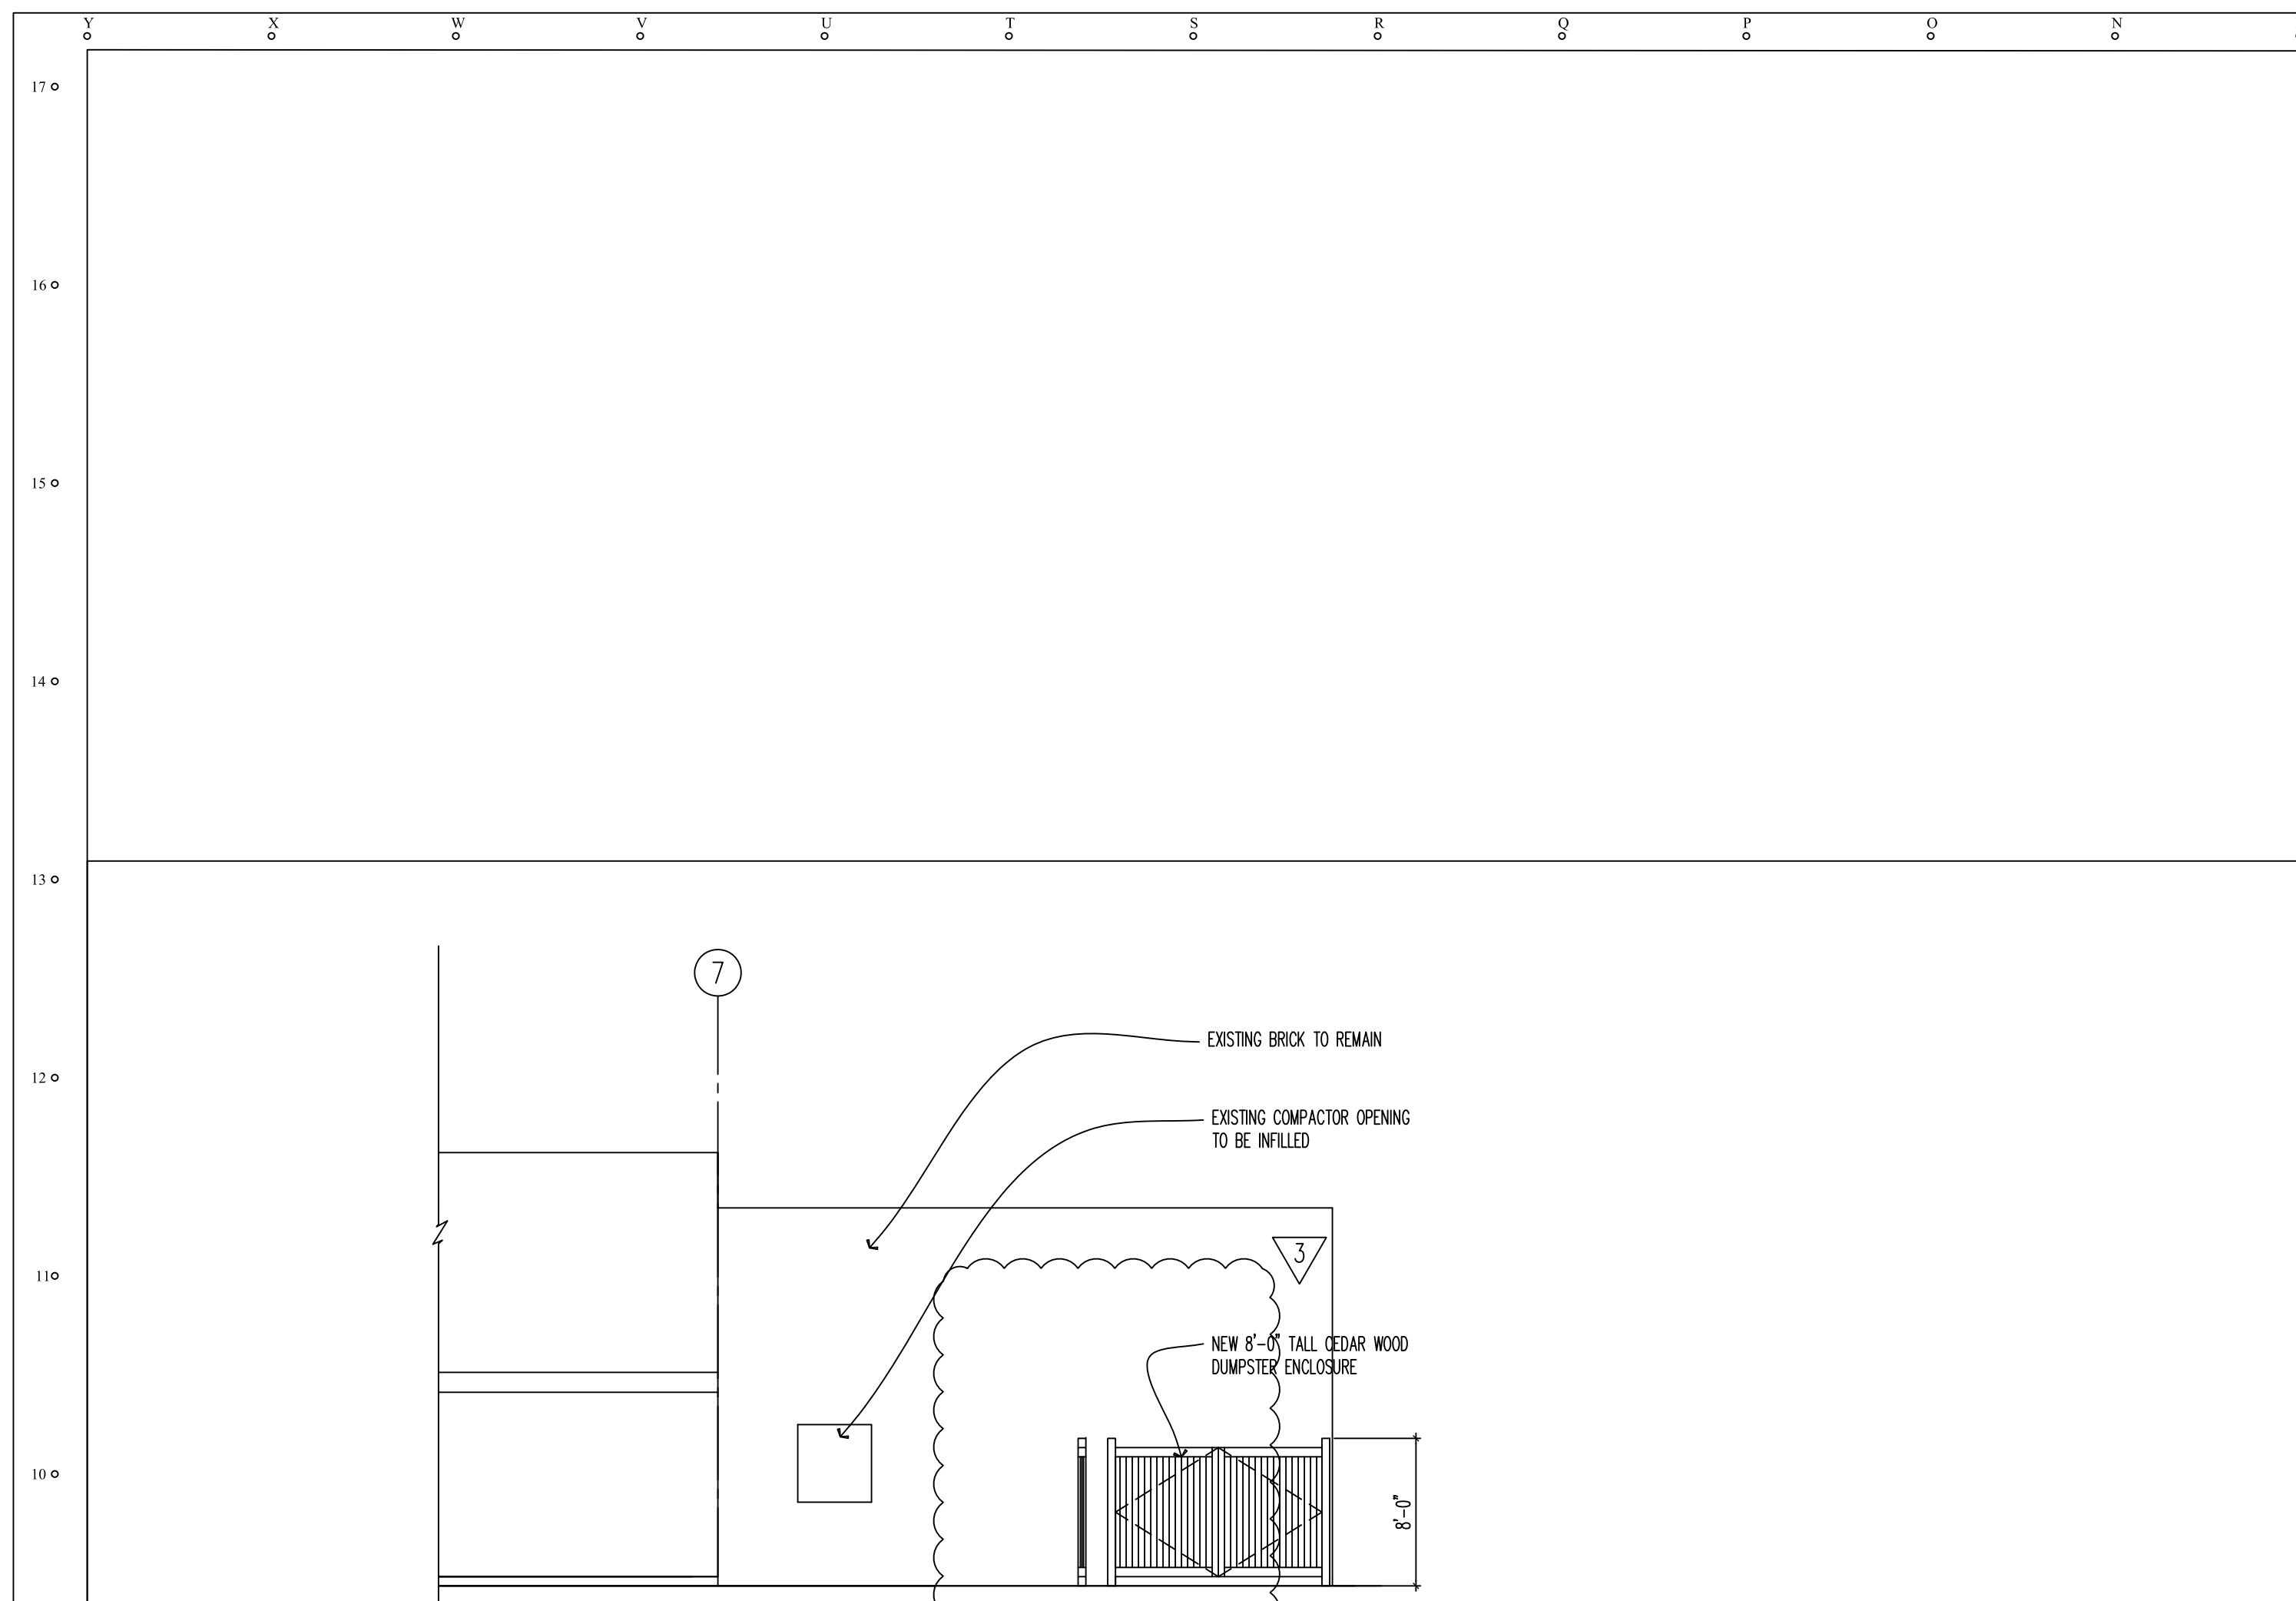 Y X W V U T S R Q P O N
17
16
15
14
13
7
EXISTING BRICK TO REMAIN
12
EXISTING COMPACTOR OPENING
TO BE INFILLED
3
11
NEW 8'-0" TALL CEDAR WOOD
DUMPSTER ENCLOSURE
10
8'-0"